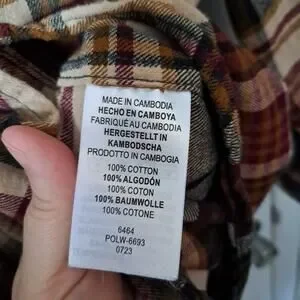 MADE IN CAMBODIA
HECHO EN CAMBOYA
FABRIQUÉ AU CAMBODIA
HERGESTELLT IN
KAMBODSCHA
PRODOTTO IN CAMBOGIA
100% COTTON
100% ALGODÓN
100% COTON
100% BAUMWOLLE
100% COTONE
6464
POLW-6693
0723